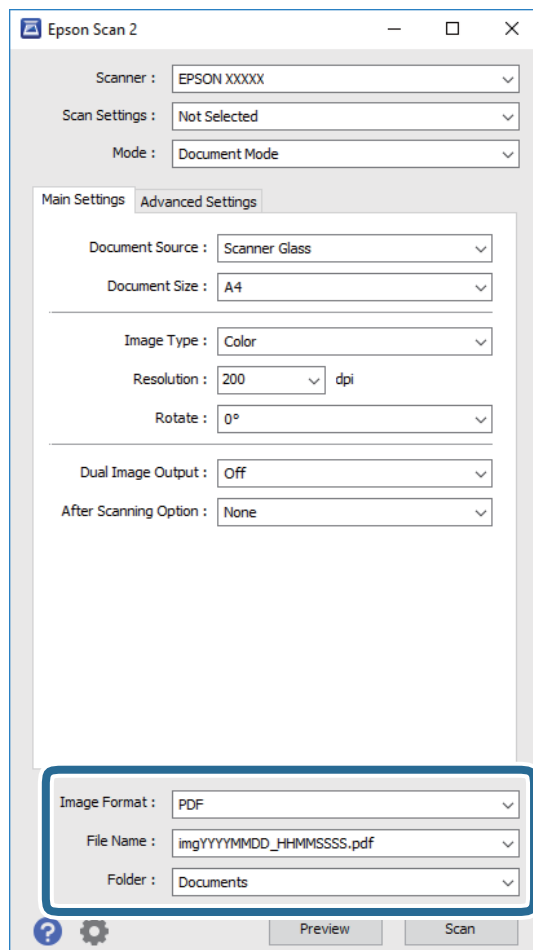 Epson Scan 2
Scanner : EPSON XXXXX
Scan Settings : Not Selected
Mode : Document Mode
Main Settings Advanced Settings
Document Source : Scanner Glass
Document Size : A4
Image Type : Color
Resolution : 200 dpi
Rotate : 0°
Dual Image Output : Off
After Scanning Option : None
Image Format : PDF
File Name : imgYYYYMMDD_HHMMSSSS.pdf
Folder : Documents
? Preview Scan